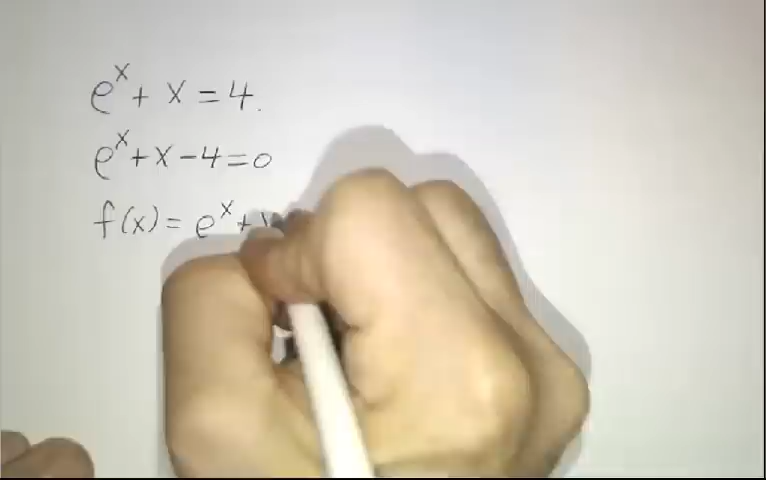 e^x + x = 4.
e^x + x - 4 = 0
f(x) = e^x +